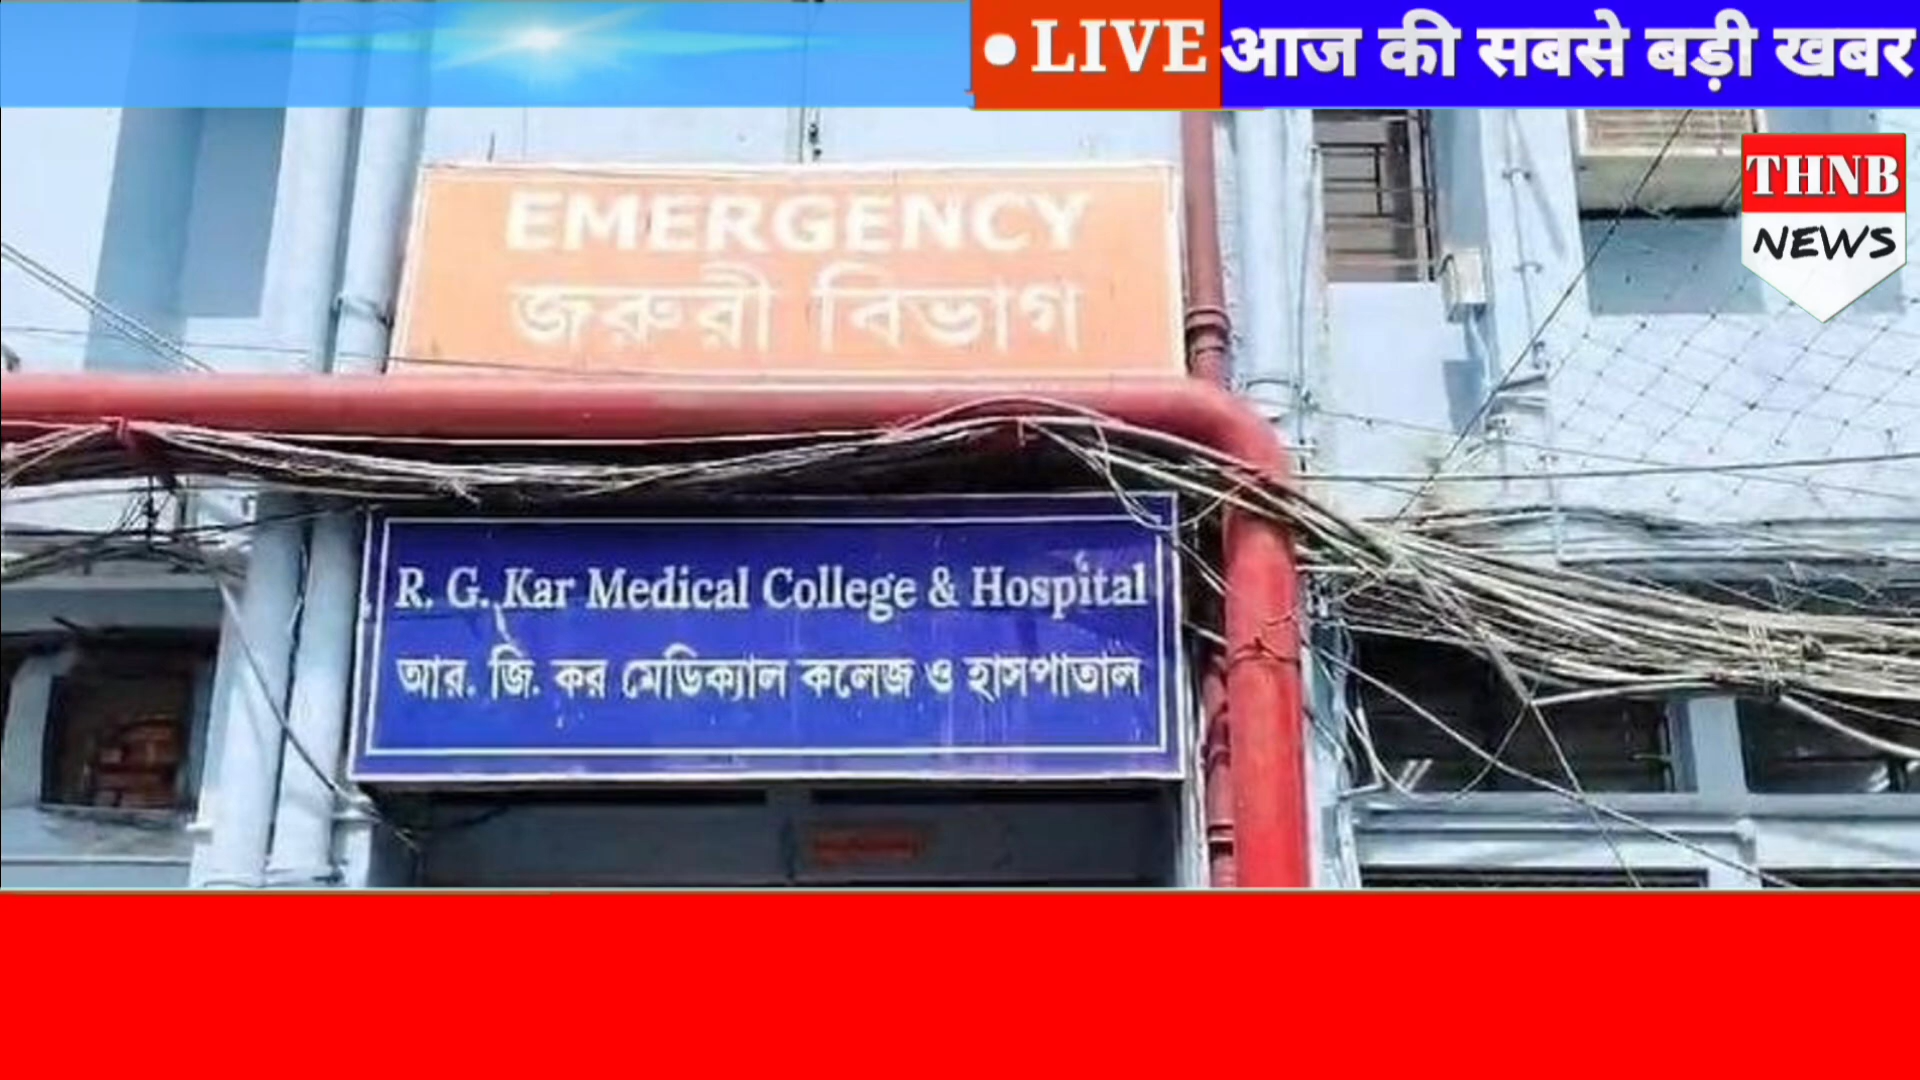 • LIVE आज की सबसे बड़ी खबर
THNB
NEWS
EMERGENCY
জরুরী বিভাগ
R. G. Kar Medical College & Hospital
আর. জি. কর মেডিক্যাল কলেজ ও হাসপাতাল